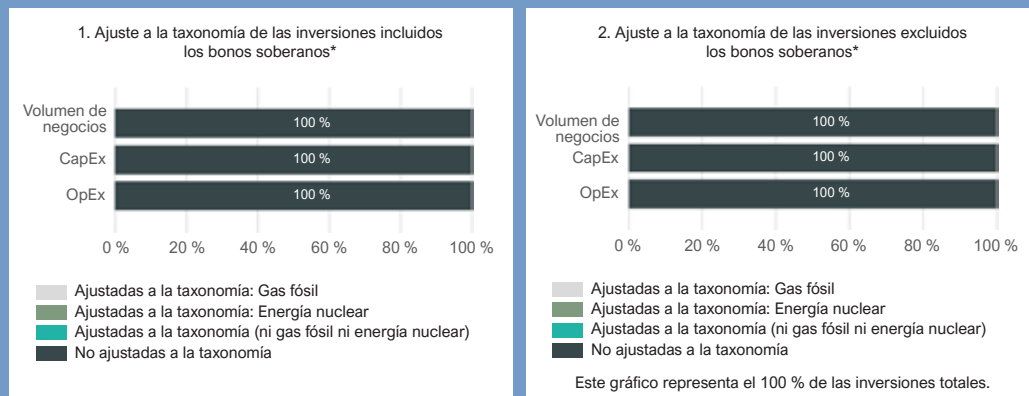 1. Ajuste a la taxonomía de las inversiones incluidos
los bonos soberanos*
Volumen de
negocios
100 %
CapEx
100 %
OpEx
100 %
0 %
20 %
40 %
60 %
80 %
100 %
Ajustadas a la taxonomía: Gas fósil
Ajustadas a la taxonomía: Energía nuclear
Ajustadas a la taxonomía (ni gas fósil ni energía nuclear)
No ajustadas a la taxonomía
2. Ajuste a la taxonomía de las inversiones excluidos
los bonos soberanos*
Volumen de
negocios
100 %
CapEx
100 %
OpEx
100 %
0 %
20 %
40 %
60 %
80 %
100 %
Ajustadas a la taxonomía: Gas fósil
Ajustadas a la taxonomía: Energía nuclear
Ajustadas a la taxonomía (ni gas fósil ni energía nuclear)
No ajustadas a la taxonomía
Este gráfico representa el 100 % de las inversiones totales.